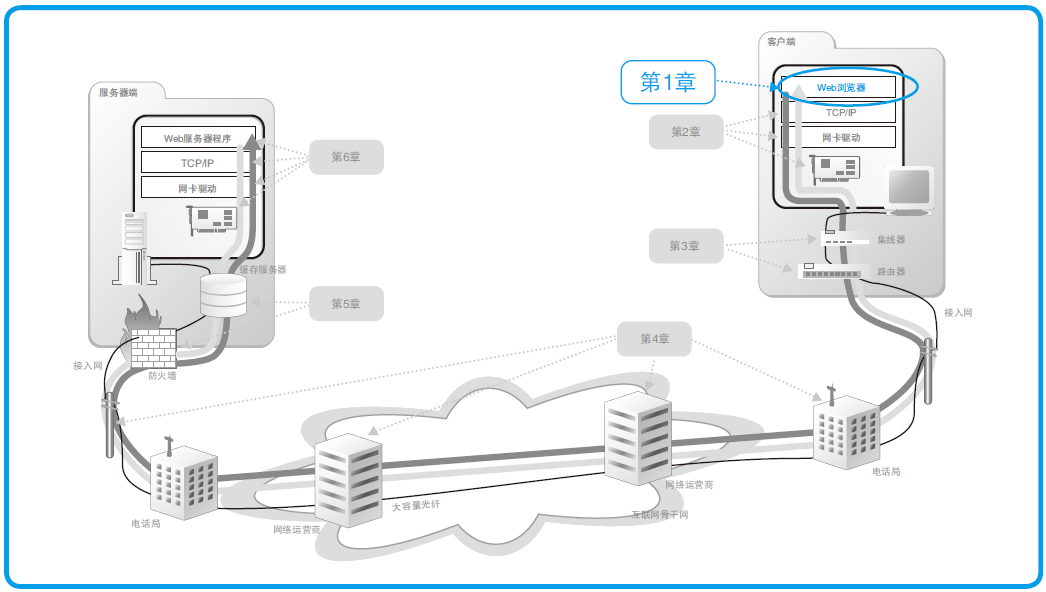 客户端
服务器端
第1章
Web浏览器
TCP/IP
网卡驱动
第2章
Web服务器程序
TCP/IP
网卡驱动
第6章
第3章
集线器
路由器
缓存服务器
第5章
接入网
第4章
接入网
防火墙
电话局
网络运营商
大容量光纤
互联网骨干网
网络运营商
电话局